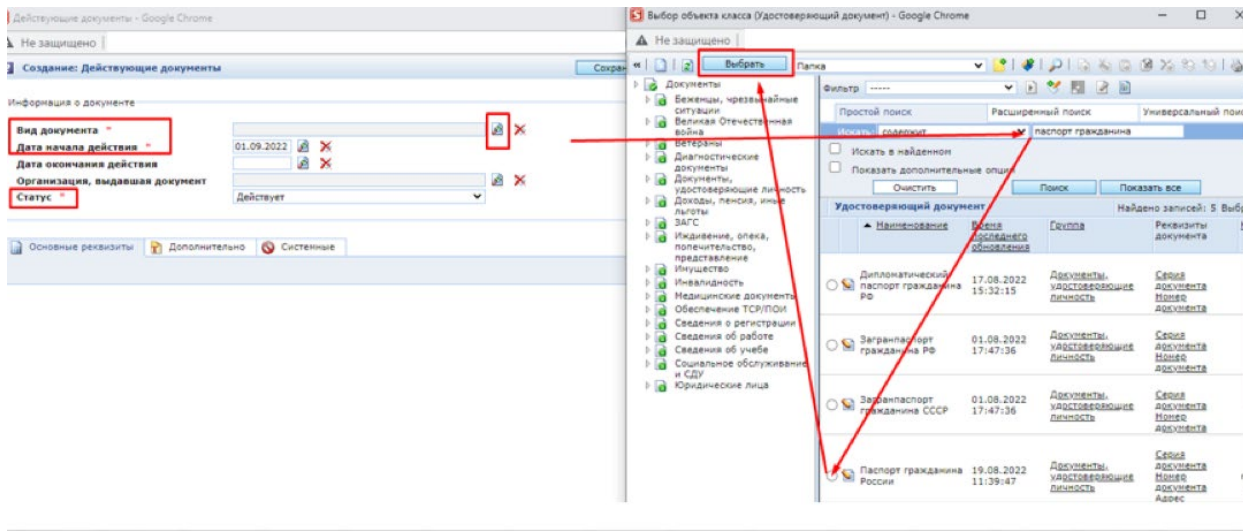 Действующие документы - Google Chrome
Не защищено
Создание: Действующие документы
Сохран
Информация о документе
Вид документа *
Дата начала действия * 01.09.2022
Дата окончания действия
Организация, выдавшая документ
Статус * Действует
Основные реквизиты Дополнительно Системные
Выбор объекта класса (Удостоверяющий документ) - Google Chrome
Не защищено
Выбрать Папка
Документы
Беженцы, чрезвычайные
ситуации
Великая Отечественная
война
Ветераны
Диагностические
документы
Документы,
удостоверяющие личность
Доходы, пенсия, иные
льготы
ЗАГС
Иждивение, опека,
попечительство,
представление
Имущество
Инвалидность
Медицинские документы
Обеспечение ТСР/ПОИ
Сведения о регистрации
Сведения об работе
Сведения об учебе
Социальное обслуживание
и СДУ
Юридические лица
Фильтр -----
Простой поиск Расширенный поиск Универсальный поис
Искать: содержит паспорт гражданина
Искать в найденном
Показать дополнительные опции
Очистить Поиск Показать все
Удостоверяющий документ Найдено записей: 5 Выбр
Наименование Время последнего обновления Группа Реквизиты документа
Дипломатический паспорт гражданина РФ 17.08.2022 15:32:15 Документы, удостоверяющие личность Серия документа Номер документа
Загранпаспорт гражданина РФ 01.08.2022 17:47:36 Документы, удостоверяющие личность Серия документа Номер документа
Загранпаспорт гражданина СССР 01.08.2022 17:47:36 Документы, удостоверяющие личность Серия документа Номер документа
Паспорт гражданина России 19.08.2022 11:39:47 Документы, удостоверяющие личность Серия документа Номер документа Адрес